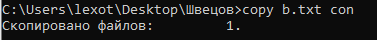 C:\Users\lexot\Desktop\Швецов>copy b.txt con
Скопировано файлов:         1.